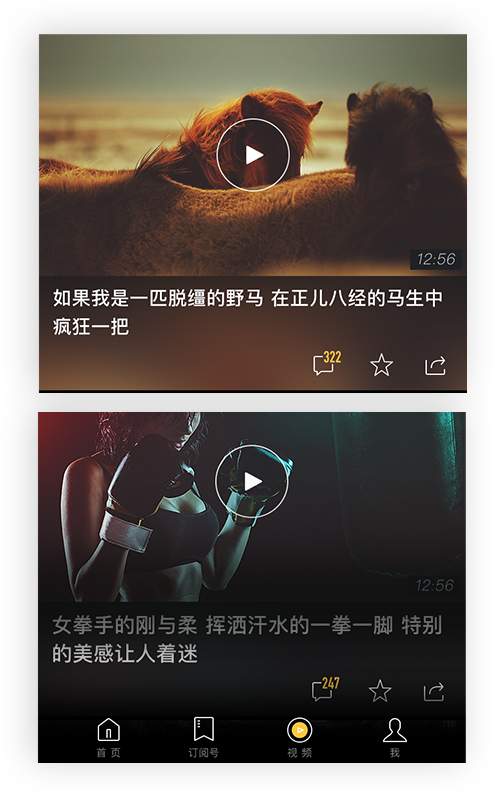 12:56
如果我是一匹脱缰的野马 在正儿八经的马生中
疯狂一把
322
12:56
女拳手的刚与柔 挥洒汗水的一拳一脚 特别
的美感让人着迷
247
首 页 订阅号 视 频 我